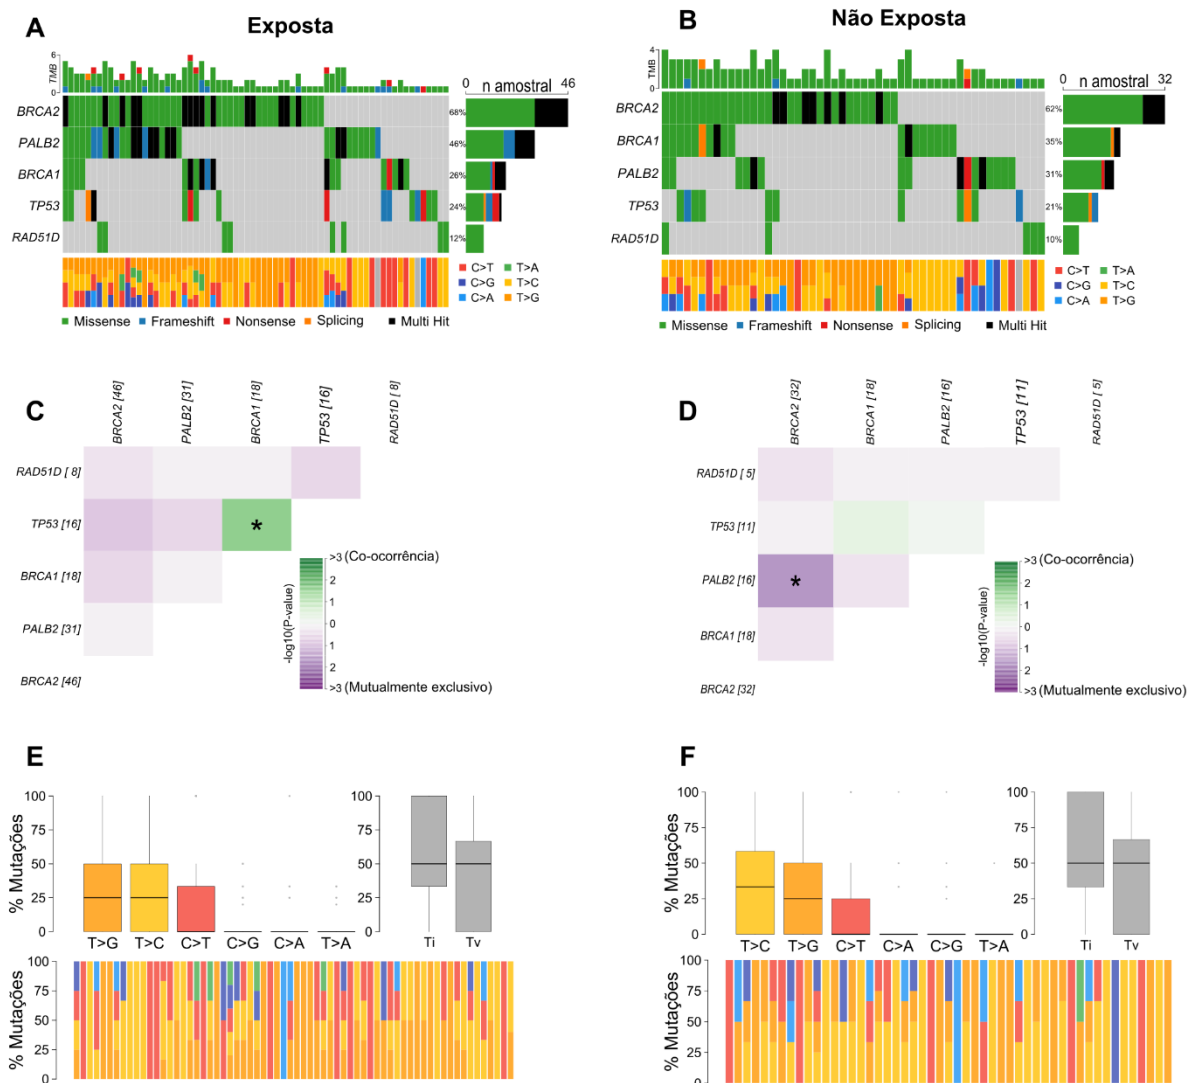 A
Exposta
6
3
0
TMB
0
n amostral
46
BRCA2
68%
PALB2
46%
BRCA1
26%
TP53
24%
RAD51D
12%
C>T
T>A
C>G
T>C
C>A
T>G
Missense
Frameshift
Nonsense
Splicing
Multi Hit
B
Não Exposta
4
2
0
TMB
0
n amostral
32
BRCA2
62%
BRCA1
35%
PALB2
31%
TP53
21%
RAD51D
10%
C>T
T>A
C>G
T>C
C>A
T>G
Missense
Frameshift
Nonsense
Splicing
Multi Hit
C
BRCA2 [46]
PALB2 [31]
BRCA1 [18]
TP53 [16]
RAD51D [ 8]
RAD51D [ 8]
TP53 [16]
*
BRCA1 [18]
PALB2 [31]
BRCA2 [46]
-log10(P-value)
>3 (Co-ocorrência)
2
1
0
1
2
>3 (Mutualmente exclusivo)
D
BRCA2 [32]
BRCA1 [18]
PALB2 [16]
TP53 [11]
RAD51D [ 5]
RAD51D [ 5]
TP53 [11]
PALB2 [16]
*
BRCA1 [18]
BRCA2 [32]
-log10(P-value)
>3 (Co-ocorrência)
2
1
0
1
2
>3 (Mutualmente exclusivo)
E
% Mutações
100
75
50
25
0
T>G T>C C>T C>G C>A T>A
100
75
50
25
0
Ti Tv
% Mutações
100
75
50
25
0
F
% Mutações
100
75
50
25
0
T>C T>G C>T C>A C>G T>A
100
75
50
25
0
Ti Tv
% Mutações
100
75
50
25
0